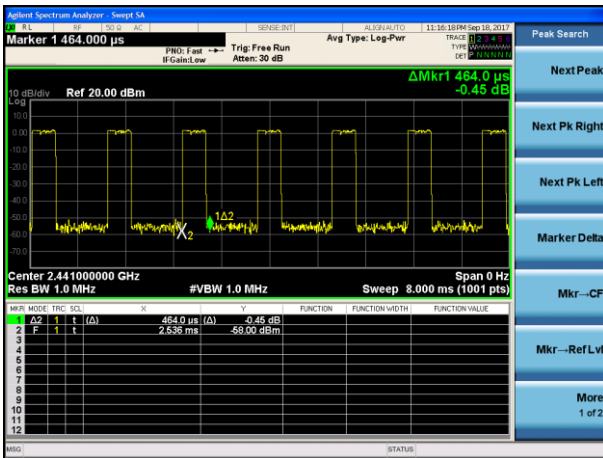 Agilent Spectrum Analyzer - Swept SA
RL RF 50 Ω AC SENSE:INT ALIGN AUTO 11:16:18 PM Sep 18, 2017
Marker 1 464.000 µs
PNO: Fast
IFGain:Low
Trig: Free Run
Atten: 30 dB
Avg Type: Log-Pwr
TRACE 1 2 3 4 5 6
TYPE
DET P N N N N N
ΔMkr1 464.0 µs
-0.45 dB
10 dB/div Ref 20.00 dBm
Log
10.0
0.00
-10.0
-20.0
-30.0
-40.0
-50.0
-60.0
-70.0
1Δ2
X2
Center 2.441000000 GHz Span 0 Hz
Res BW 1.0 MHz #VBW 1.0 MHz Sweep 8.000 ms (1001 pts)
MKR MODE TRC SCL X Y FUNCTION FUNCTION WIDTH FUNCTION VALUE
1 Δ2 1 t (Δ) 464.0 µs (Δ) -0.45 dB
2 F 1 t 2.536 ms -58.00 dBm
3
4
5
6
7
8
9
10
11
12
MSG STATUS
Peak Search
Next Peak
Next Pk Right
Next Pk Left
Marker Delta
Mkr→CF
Mkr→Ref Lvl
More
1 of 2